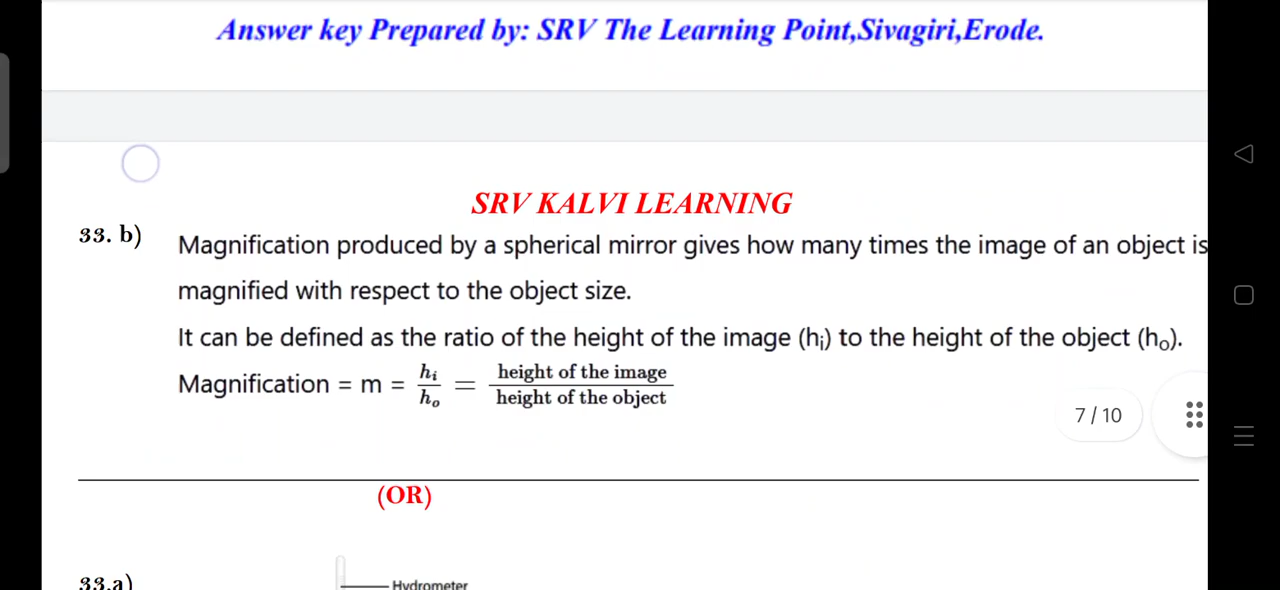 Answer key Prepared by: SRV The Learning Point,Sivagiri,Erode.
SRV KALVI LEARNING
33. b) Magnification produced by a spherical mirror gives how many times the image of an object is
magnified with respect to the object size.
It can be defined as the ratio of the height of the image (hᵢ) to the height of the object (hₒ).
Magnification = m = hᵢ/hₒ = height of the image/height of the object
7 / 10
(OR)
33.a)
Hydrometer